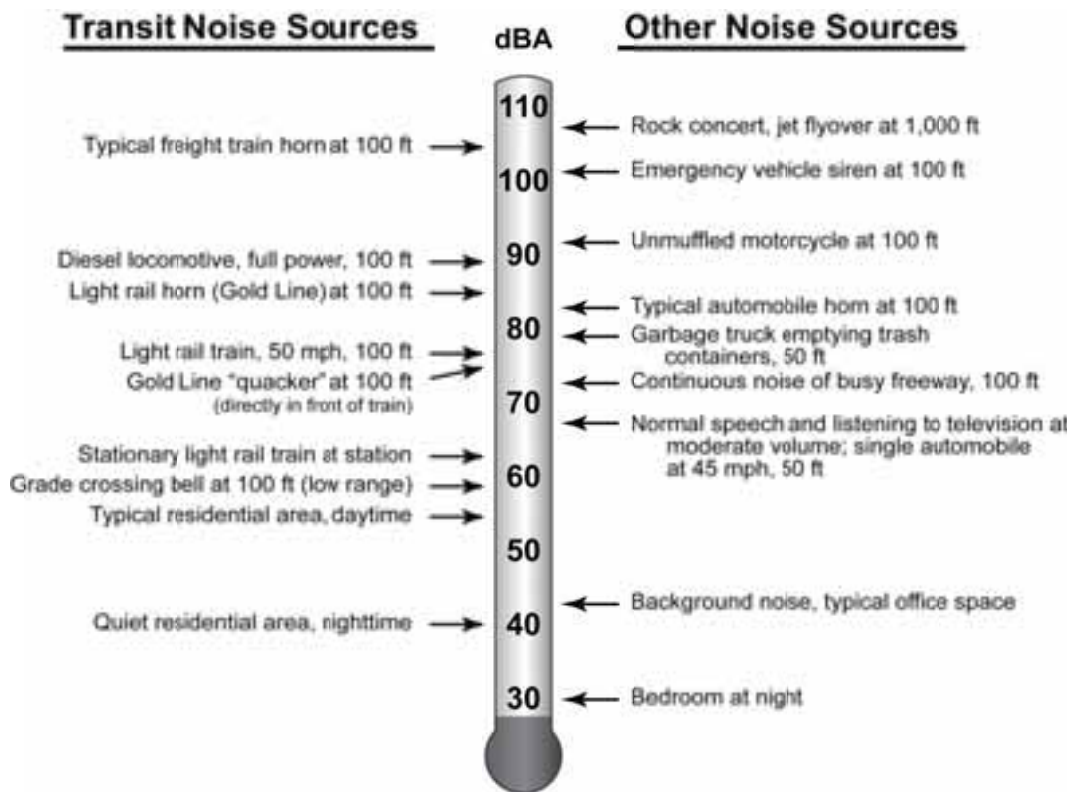 Transit Noise Sources
dBA
Other Noise Sources
110
100
90
80
70
60
50
40
30
Typical freight train horn at 100 ft
Diesel locomotive, full power, 100 ft
Light rail horn (Gold Line) at 100 ft
Light rail train, 50 mph, 100 ft
Gold Line “quacker” at 100 ft
(directly in front of train)
Stationary light rail train at station
Grade crossing bell at 100 ft (low range)
Typical residential area, daytime
Quiet residential area, nighttime
Rock concert, jet flyover at 1,000 ft
Emergency vehicle siren at 100 ft
Unmuffled motorcycle at 100 ft
Typical automobile horn at 100 ft
Garbage truck emptying trash
containers, 50 ft
Continuous noise of busy freeway, 100 ft
Normal speech and listening to television at
moderate volume; single automobile
at 45 mph, 50 ft
Background noise, typical office space
Bedroom at night